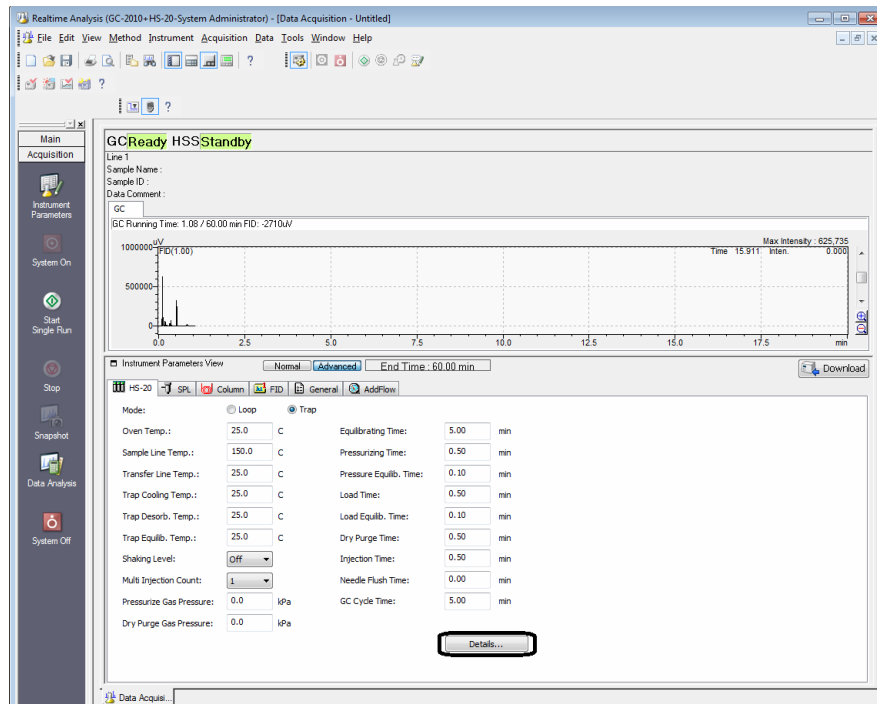 Realtime Analysis (GC-2010+HS-20-System Administrator) - [Data Acquisition - Untitled]
File Edit View Method Instrument Acquisition Data Tools Window Help
Main
Acquisition
Instrument
Parameters
System On
Start
Single Run
Stop
Snapshot
Data Analysis
System Off
GCReady HSSStandby
Line 1
Sample Name :
Sample ID :
Data Comment :
GC
GC Running Time: 1.08 / 60.00 min FID: -2710uV
uV Max Intensity : 625,735
1000000 FID(1.00) Time 15.911 Inten. 0.000
500000
0
0.0 2.5 5.0 7.5 10.0 12.5 15.0 17.5 min
Instrument Parameters View Normal Advanced End Time : 60.00 min Download
HS-20 SPL Column FID General AddFlow
Mode: Loop Trap
Oven Temp.: 25.0 C Equilibrating Time: 5.00 min
Sample Line Temp.: 150.0 C Pressurizing Time: 0.50 min
Transfer Line Temp.: 25.0 C Pressure Equilib. Time: 0.10 min
Trap Cooling Temp.: 25.0 C Load Time: 0.50 min
Trap Desorb. Temp.: 25.0 C Load Equilib. Time: 0.10 min
Trap Equilib. Temp.: 25.0 C Dry Purge Time: 0.50 min
Shaking Level: Off Injection Time: 0.50 min
Multi Injection Count: 1 Needle Flush Time: 0.00 min
Pressurize Gas Pressure: 0.0 kPa GC Cycle Time: 5.00 min
Dry Purge Gas Pressure: 0.0 kPa
Details...
Data Acquisi...